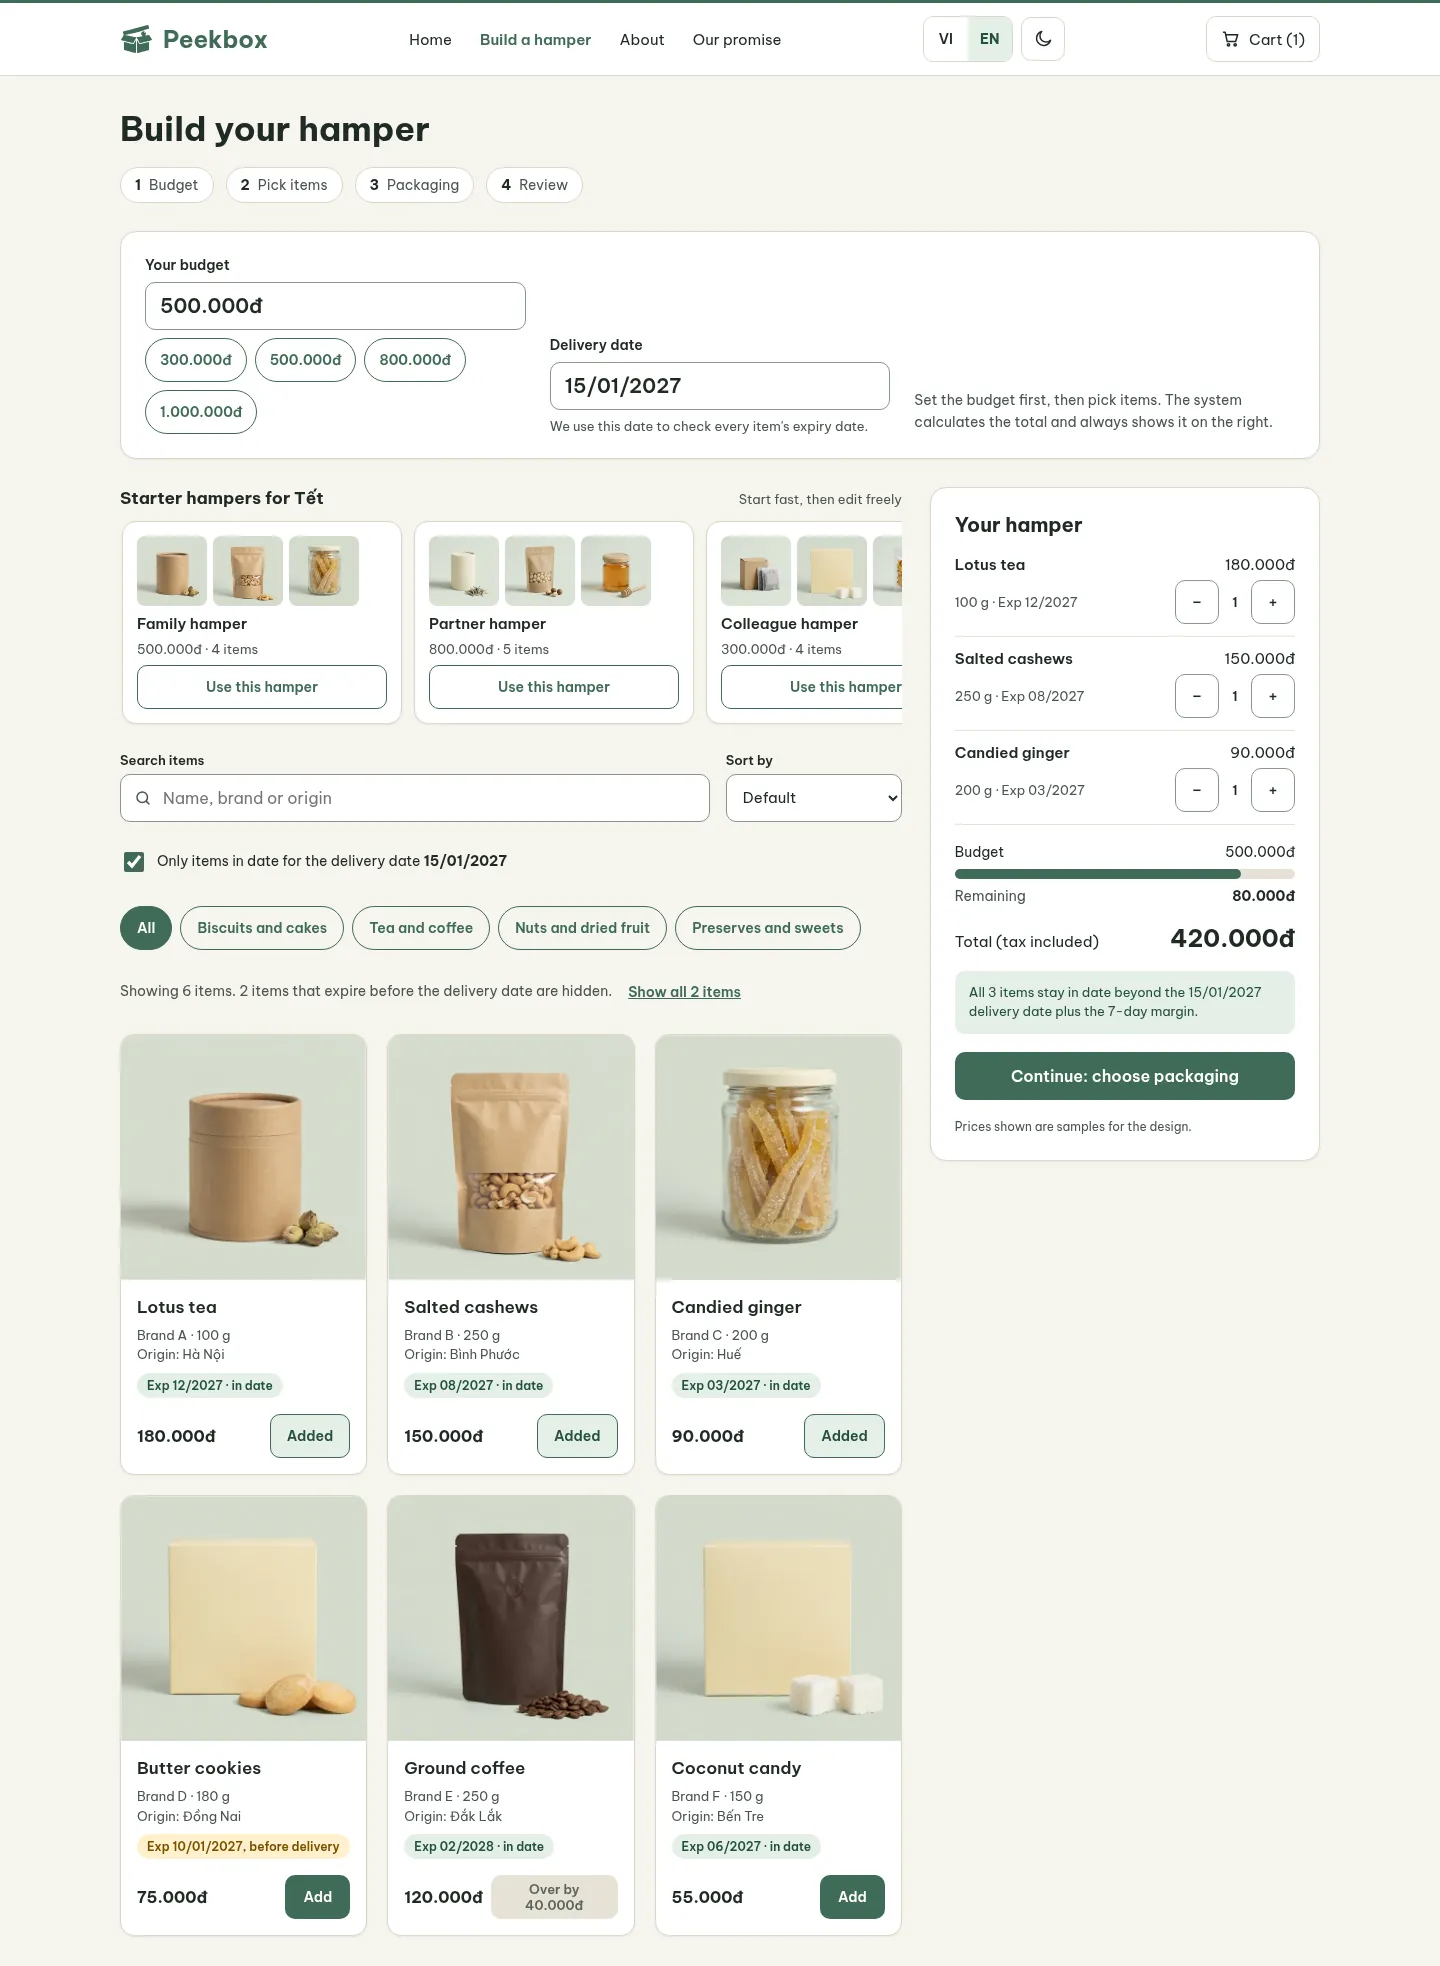 Peekbox
Home
Build a hamper
About
Our promise
VI
EN
Cart (1)
Build your hamper
1 Budget
2 Pick items
3 Packaging
4 Review
Your budget
500.000đ
300.000đ
500.000đ
800.000đ
1.000.000đ
Delivery date
15/01/2027
We use this date to check every item's expiry date.
Set the budget first, then pick items. The system
calculates the total and always shows it on the right.
Starter hampers for Tết
Start fast, then edit freely
Family hamper
500.000đ · 4 items
Use this hamper
Partner hamper
800.000đ · 5 items
Use this hamper
Colleague hamper
300.000đ · 4 items
Use this hamper
Search items
Name, brand or origin
Sort by
Default
Only items in date for the delivery date 15/01/2027
All
Biscuits and cakes
Tea and coffee
Nuts and dried fruit
Preserves and sweets
Showing 6 items. 2 items that expire before the delivery date are hidden.
Show all 2 items
Lotus tea
Brand A · 100 g
Origin: Hà Nội
Exp 12/2027 · in date
180.000đ
Added
Salted cashews
Brand B · 250 g
Origin: Bình Phước
Exp 08/2027 · in date
150.000đ
Added
Candied ginger
Brand C · 200 g
Origin: Huế
Exp 03/2027 · in date
90.000đ
Added
Butter cookies
Brand D · 180 g
Origin: Đồng Nai
Exp 10/01/2027, before delivery
75.000đ
Add
Ground coffee
Brand E · 250 g
Origin: Đắk Lắk
Exp 02/2028 · in date
120.000đ
Over by
40.000đ
Coconut candy
Brand F · 150 g
Origin: Bến Tre
Exp 06/2027 · in date
55.000đ
Add
Your hamper
Lotus tea
180.000đ
100 g · Exp 12/2027
− 1 +
Salted cashews
150.000đ
250 g · Exp 08/2027
− 1 +
Candied ginger
90.000đ
200 g · Exp 03/2027
− 1 +
Budget
500.000đ
Remaining
80.000đ
Total (tax included)
420.000đ
All 3 items stay in date beyond the 15/01/2027
delivery date plus the 7-day margin.
Continue: choose packaging
Prices shown are samples for the design.